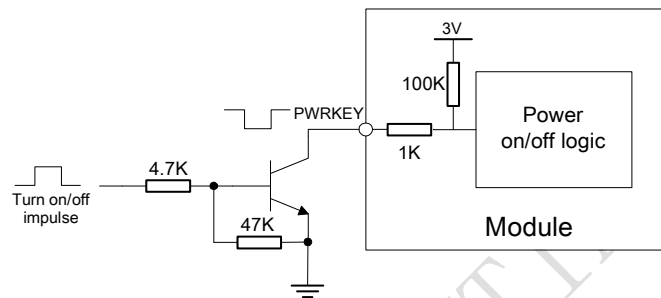 3V
100K
Power
on/off logic
PWRKEY
1K
4.7K
Turn on/off
impulse
47K
Module